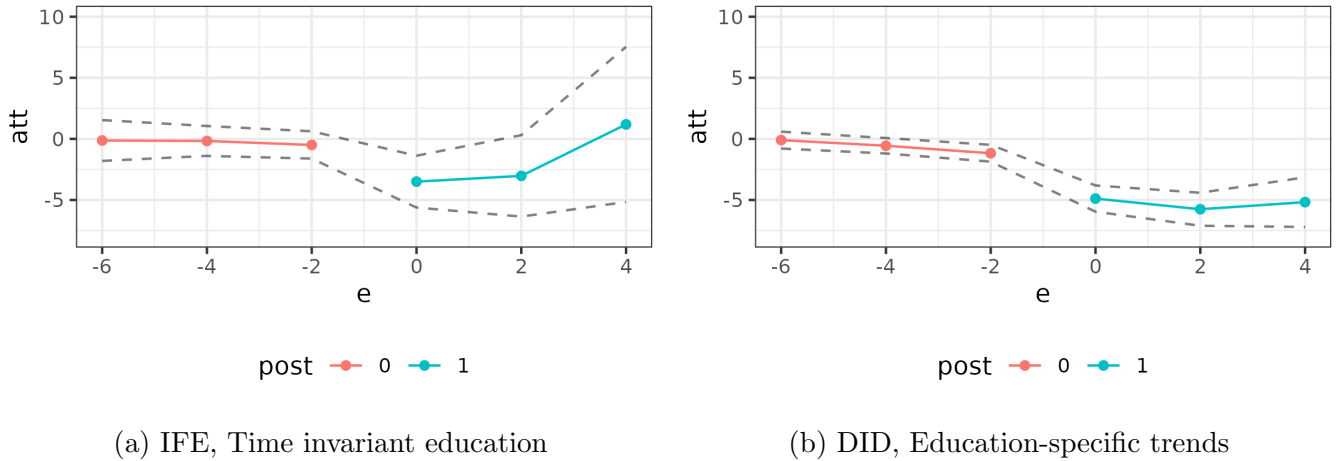 10
5
0
-5
att
-6 -4 -2 0 2 4
e
post 0 1
(a) IFE, Time invariant education
10
5
0
-5
att
-6 -4 -2 0 2 4
e
post 0 1
(b) DID, Education-specific trends